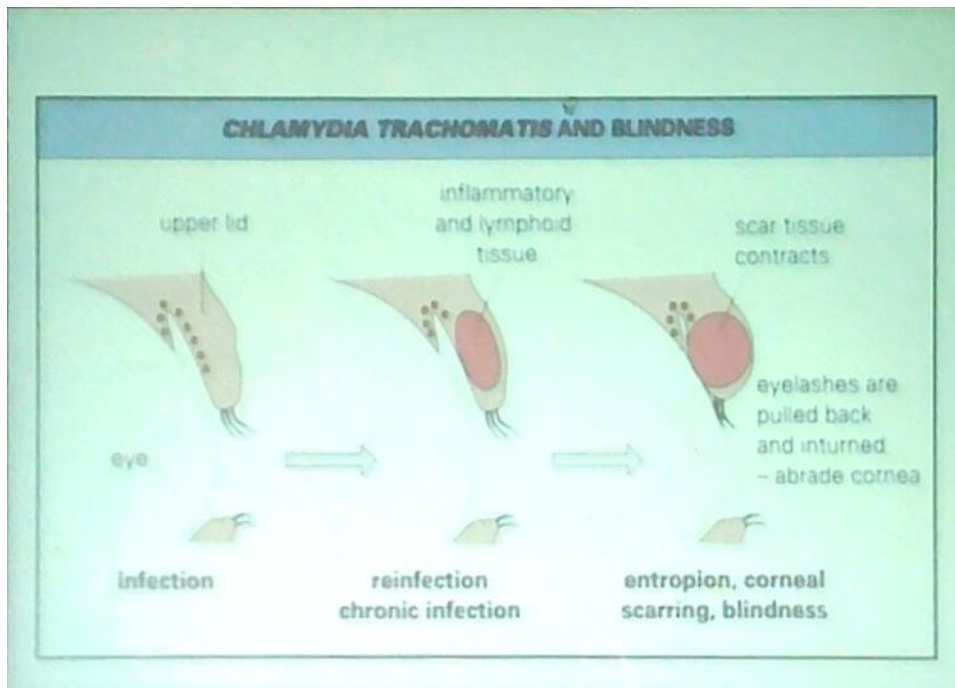 CHLAMYDIA TRACHOMATIS AND BLINDNESS
upper lid
inflammatory
and lymphoid
tissue
scar tissue
contracts
eye
eyelashes are
pulled back
and inturned
– abrade cornea
infection
reinfection
chronic infection
entropion, corneal
scarring, blindness